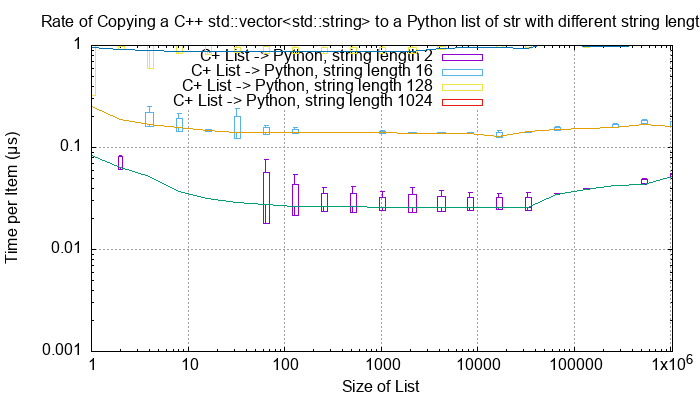 Rate of Copying a C++ std::vector<std::string> to a Python list of str with different string lengt
1
C+ List -> Python, string length 2
C+ List -> Python, string length 16
C+ List -> Python, string length 128
C+ List -> Python, string length 1024
0.1
Time per Item (µs)
0.01
0.001
1 10 100 1000 10000 100000 1x10⁶
Size of List